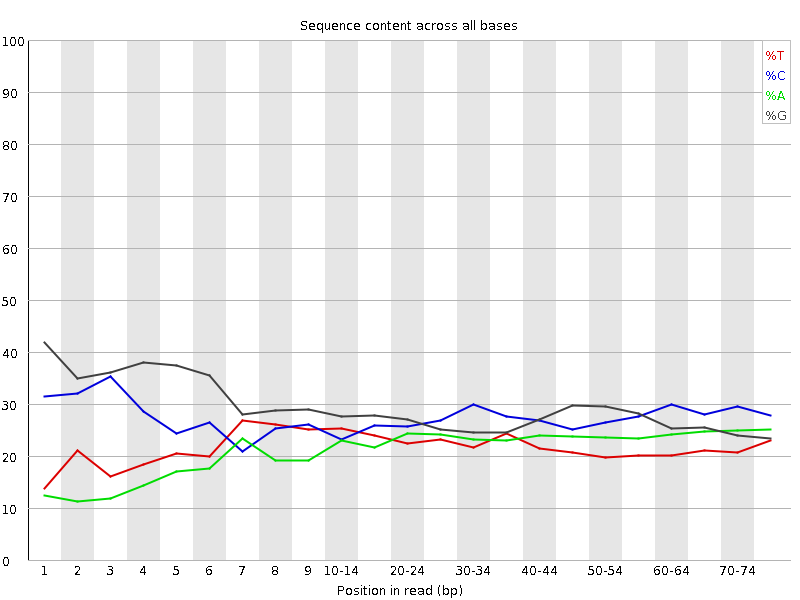 Sequence content across all bases
100
90
80
70
60
50
40
30
20
10
0
%T
%C
%A
%G
1 2 3 4 5 6 7 8 9 10-14 20-24 30-34 40-44 50-54 60-64 70-74
Position in read (bp)